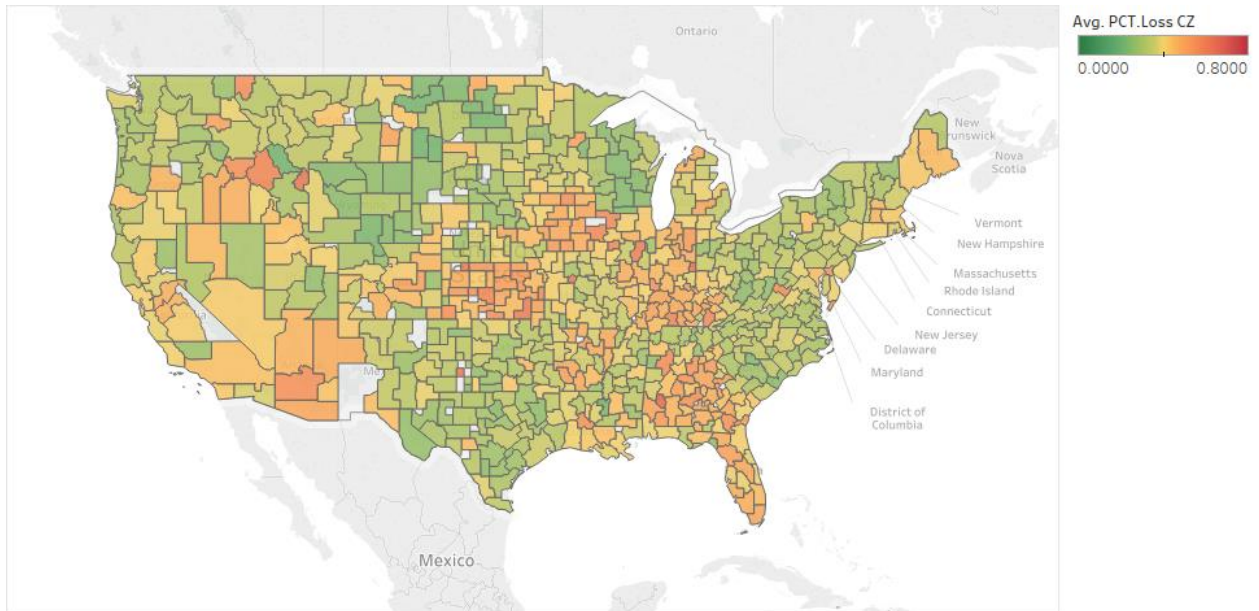 Avg. PCT.Loss CZ
0.0000 0.8000
Ontario
New
runswick
Nova
Scotia
Vermont
New Hampshire
Massachusetts
Rhode Island
Connecticut
New Jersey
Delaware
Maryland
District of
Columbia
Mexico